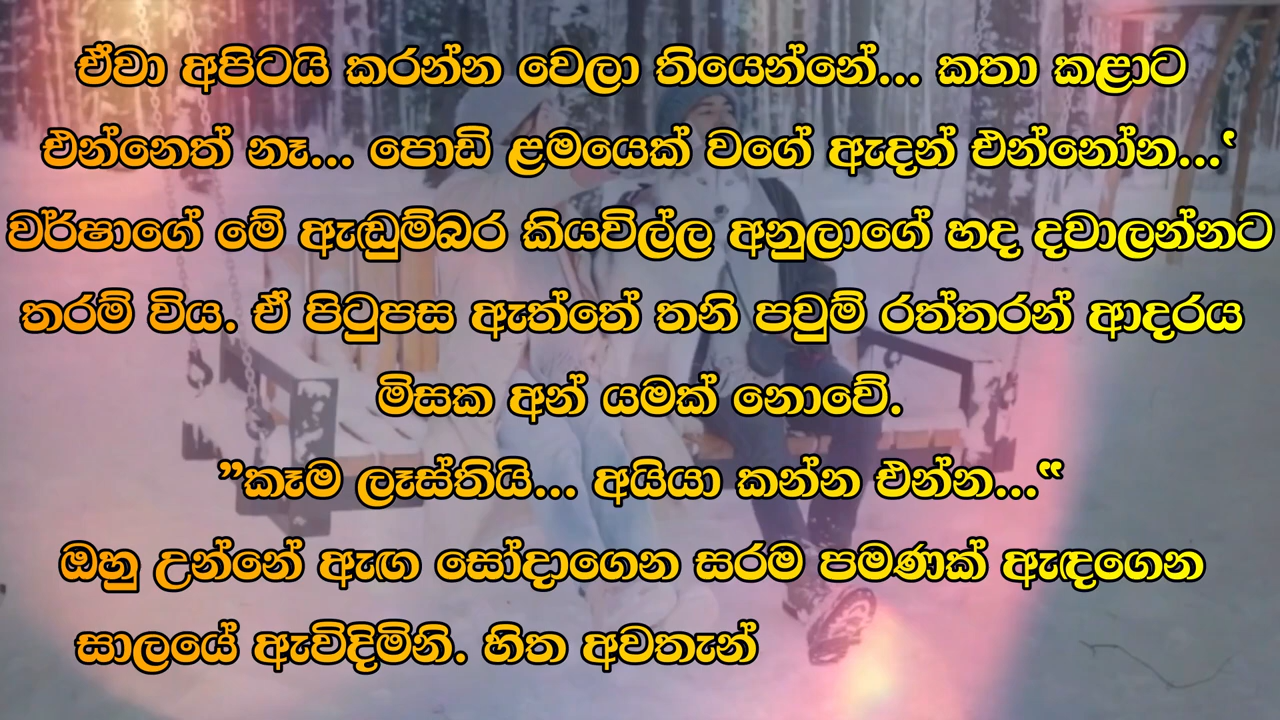 ඒවා අපිටයි කරන්න වෙලා තියෙන්නේ... කතා කළාට
එන්නෙත් නෑ... පොඩි ළමයෙක් වගේ ඇදන් එන්නෝන...‘
වර්ෂාගේ මේ ඇඬුම්බර කියවිල්ල අනුලාගේ හද දවාලන්නට
තරම් විය. ඒ පිටුපස ඇත්තේ තනි පවුම් රත්තරන් ආදරය
මිසක අන් යමක් නොවේ.
”කෑම ලෑස්තියි... අයියා කන්න එන්න...“
ඔහු උන්නේ ඇඟ සෝදාගෙන සරම පමණක් ඇඳගෙන
සාලයේ ඇවිදිමිනි. හිත අවතැන්